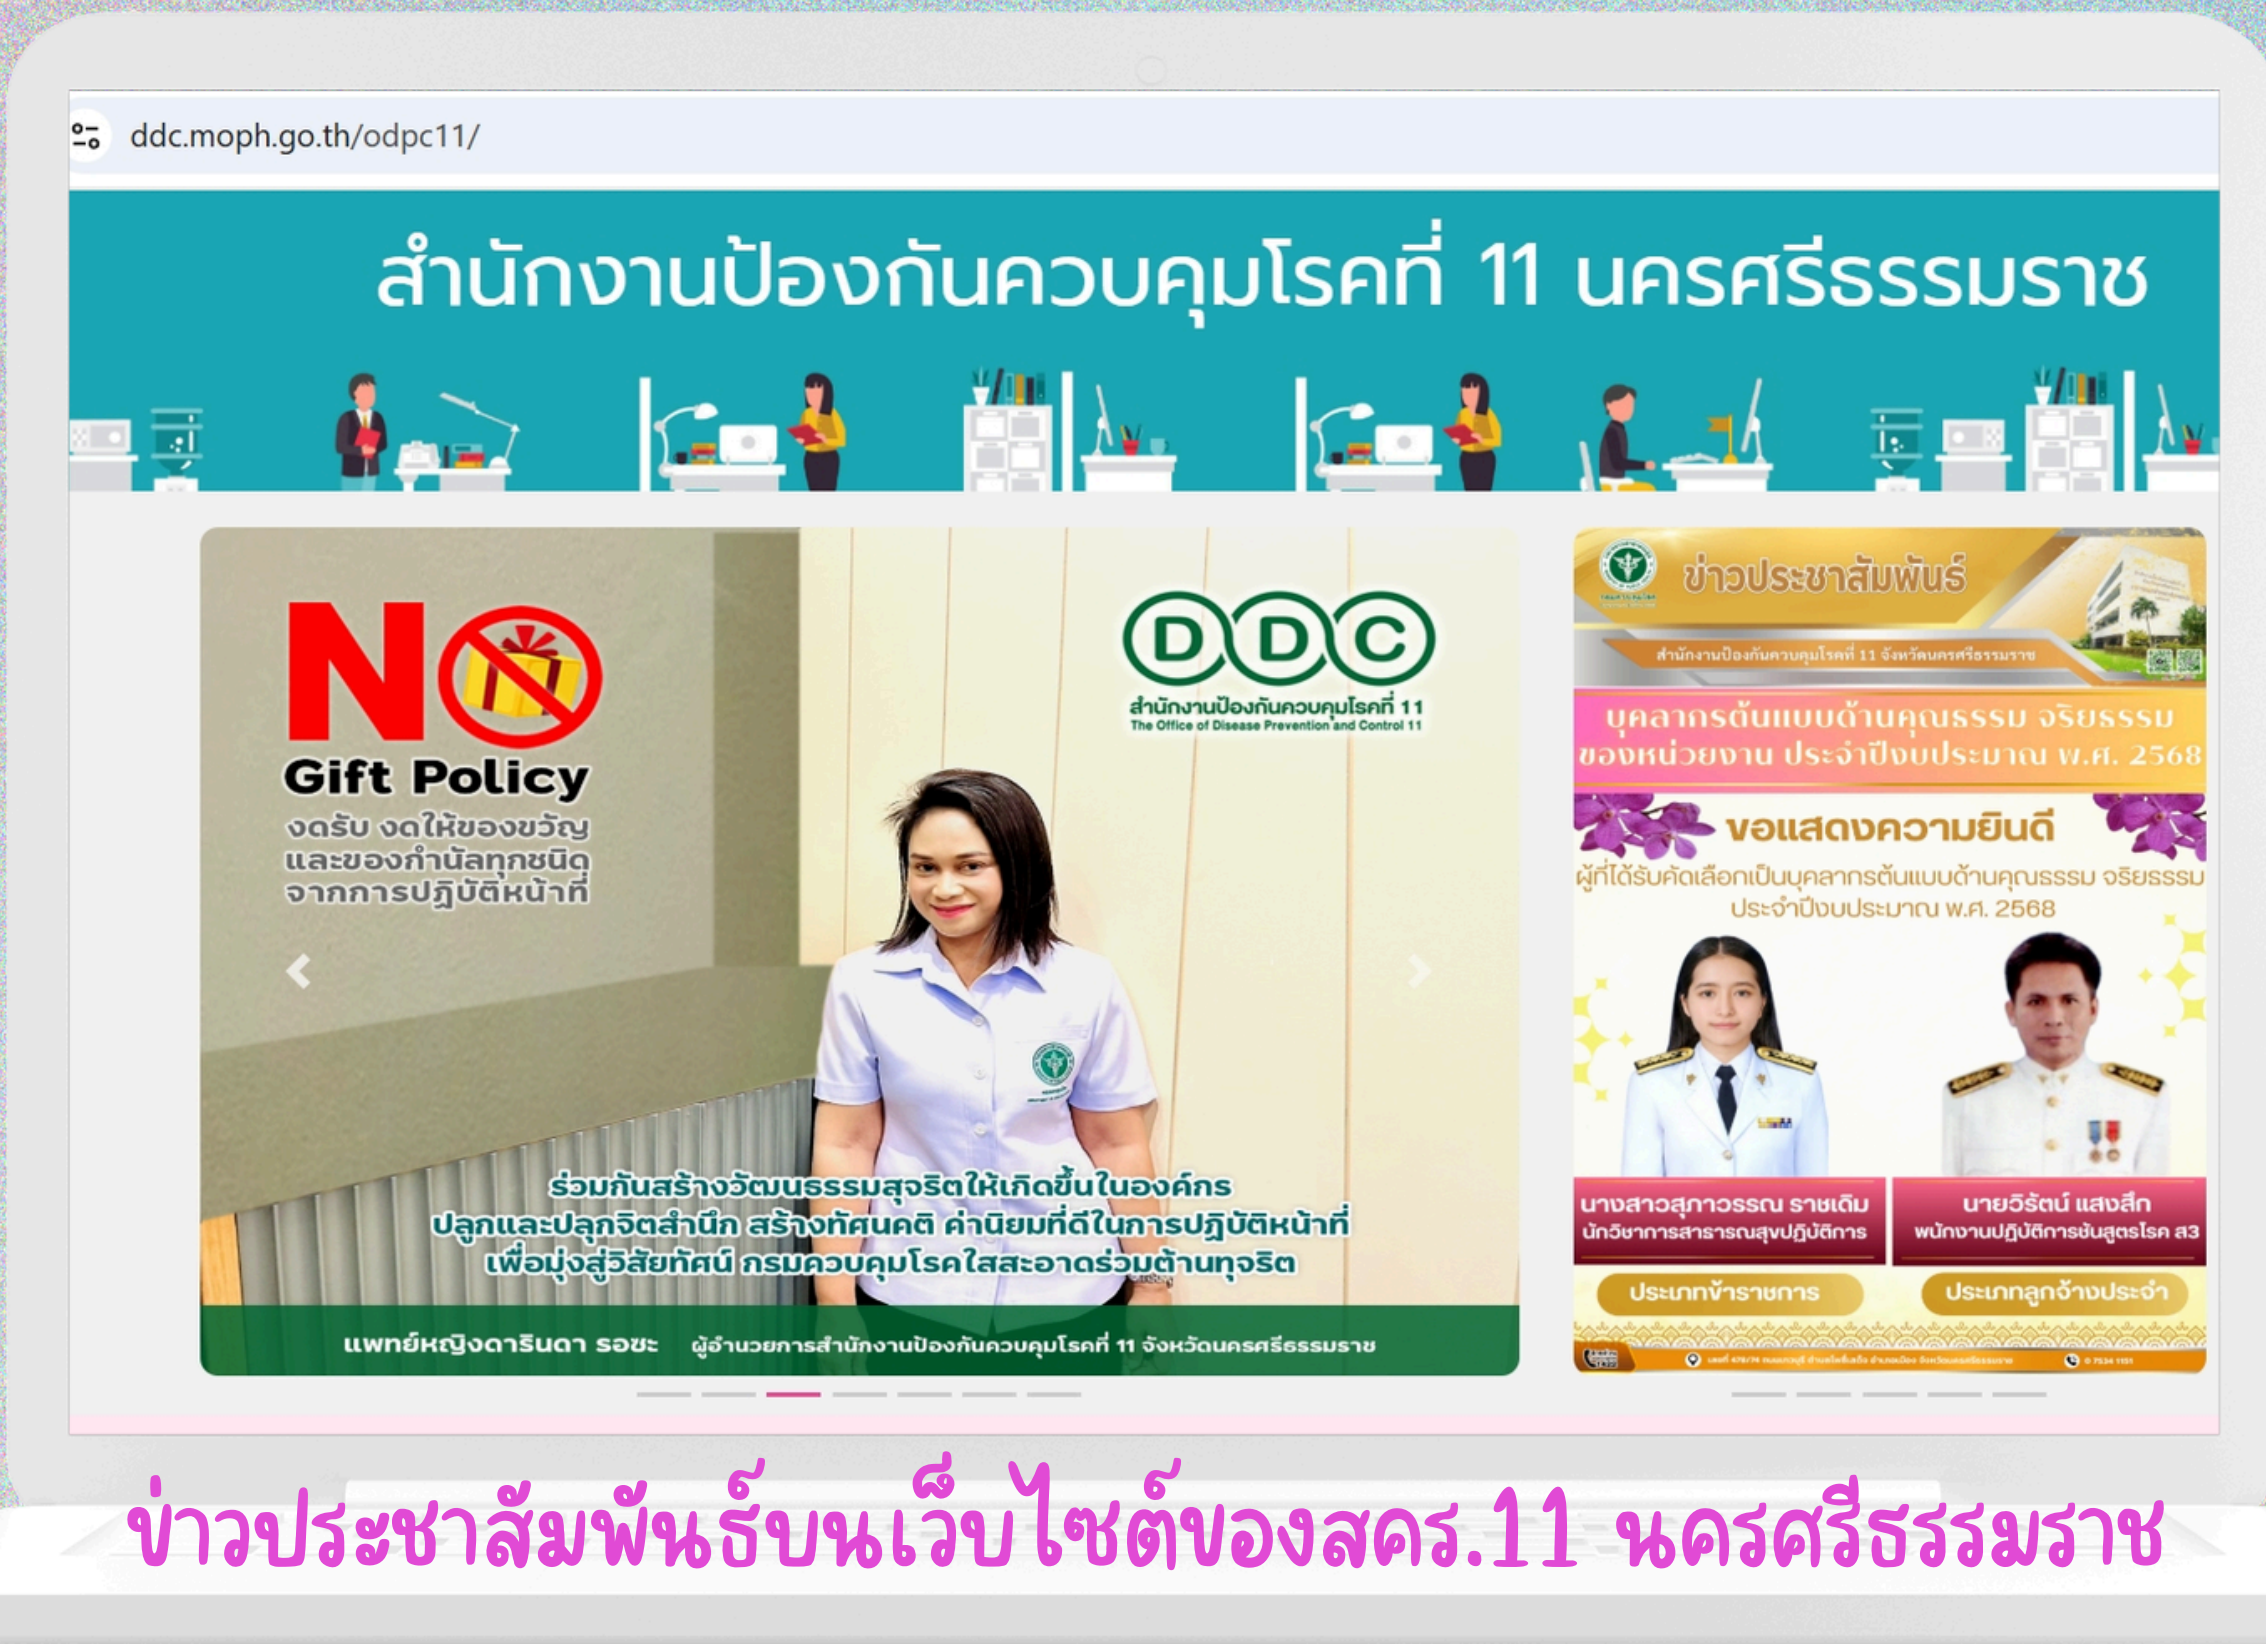 ddc.moph.go.th/odpc11/
สำนักงานป้องกันควบคุมโรคที่ 11 นครศรีธรรมราช
NO
Gift Policy
งดรับ งดให้ของขวัญ
และของกำนัลทุกชนิด
จากการปฏิบัติหน้าที่
DDC
สำนักงานป้องกันควบคุมโรคที่ 11
The Office of Disease Prevention and Control 11
ร่วมกันสร้างวัฒนธรรมสุจริตให้เกิดขึ้นในองค์กร
ปลูกและปลุกจิตสำนึก สร้างทัศนคติ ค่านิยมที่ดีในการปฏิบัติหน้าที่
เพื่อมุ่งสู่วิสัยทัศน์ กรมควบคุมโรคใสสะอาดร่วมต้านทุจริต
แพทย์หญิงดารินดา รอซะ ผู้อำนวยการสำนักงานป้องกันควบคุมโรคที่ 11 จังหวัดนครศรีธรรมราช
ข่าวประชาสัมพันธ์
สำนักงานป้องกันควบคุมโรคที่ 11 จังหวัดนครศรีธรรมราช
บุคลากรต้นแบบด้านคุณธรรม จริยธรรม
ของหน่วยงาน ประจำปีงบประมาณ พ.ศ. 2568
ขอแสดงความยินดี
ผู้ที่ได้รับคัดเลือกเป็นบุคลากรต้นแบบด้านคุณธรรม จริยธรรม
ประจำปีงบประมาณ พ.ศ. 2568
นางสาวสุภาวรรณ ราชเดิม
นักวิชาการสาธารณสุขปฏิบัติการ
นายวิรัตน์ แสงสึก
พนักงานปฏิบัติการชันสูตรโรค ส3
ประเภทข้าราชการ
ประเภทลูกจ้างประจำ
0 7534 1151
ข่าวประชาสัมพันธ์บนเว็บไซต์ของสคร.11 นครศรีธรรมราช